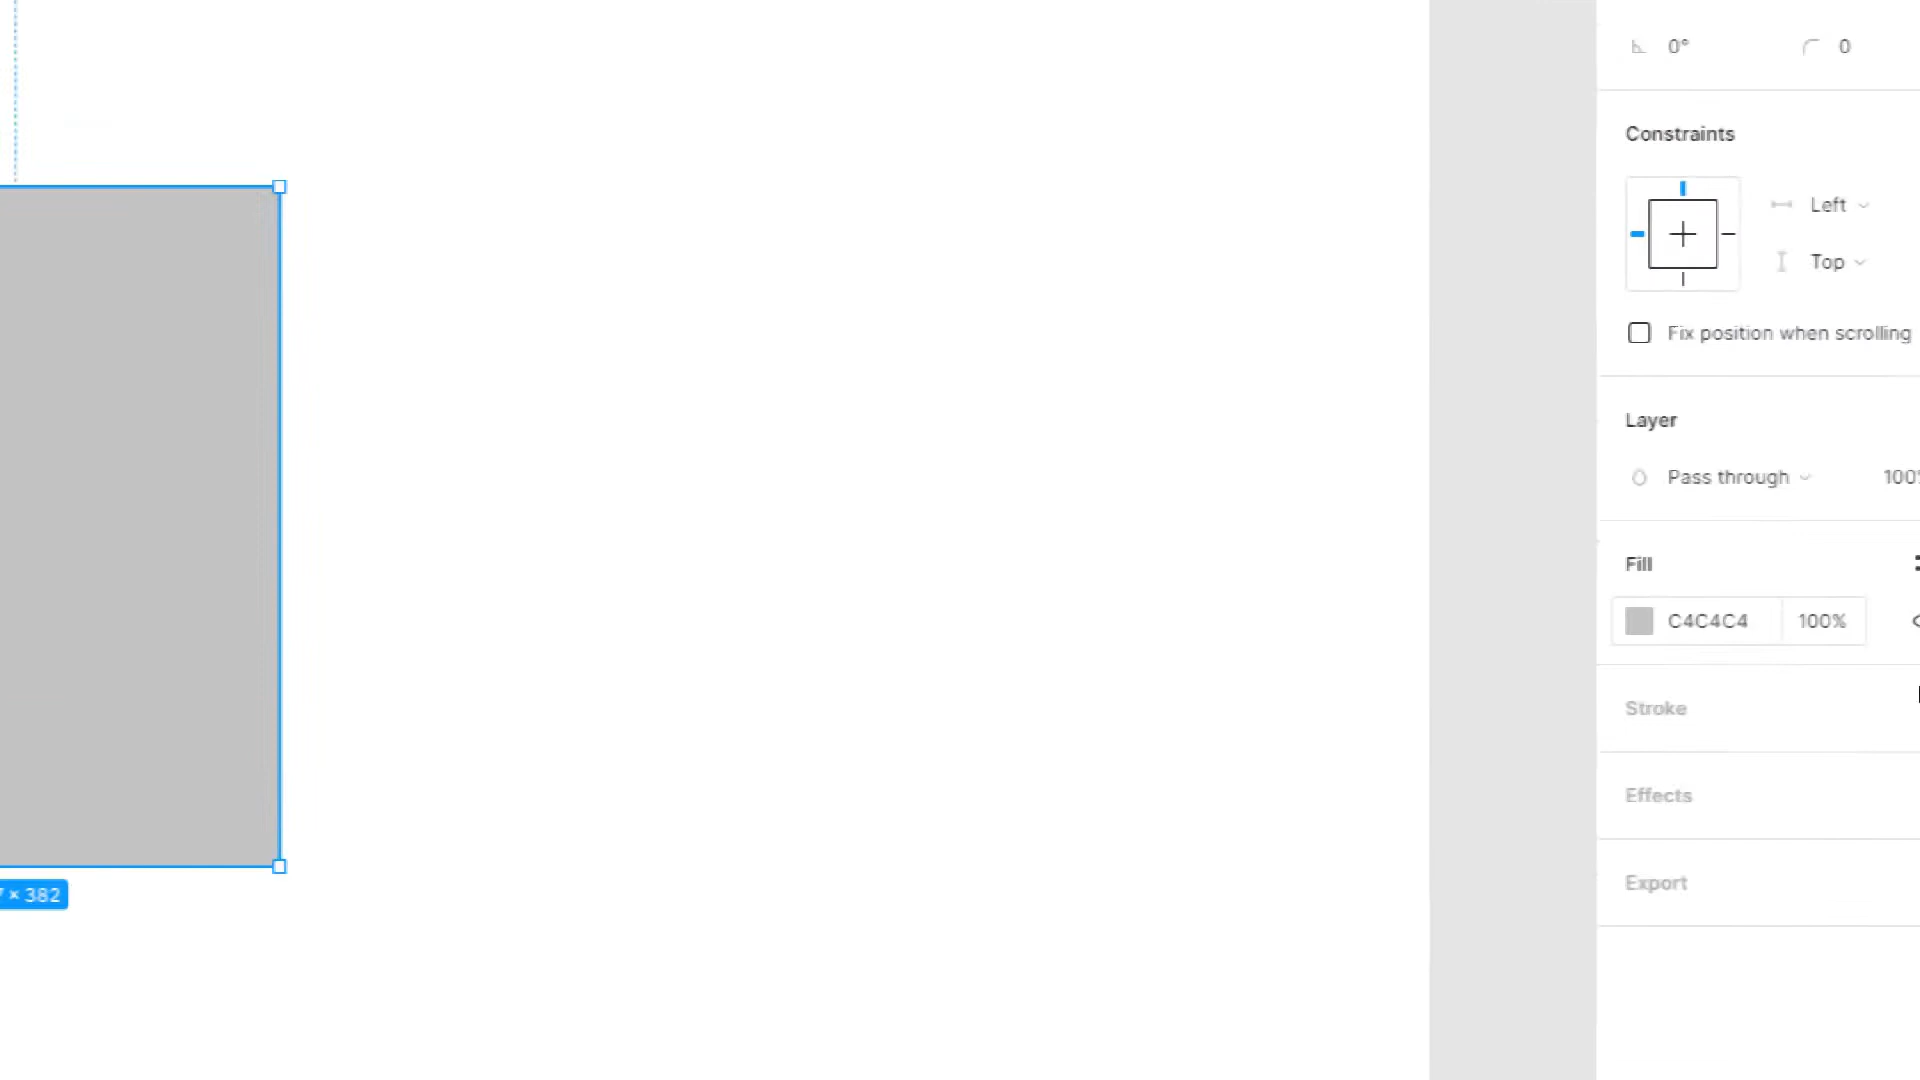 0° 0
Constraints
Left
Top
Fix position when scrolling
Layer
Pass through 100%
Fill
C4C4C4 100%
Stroke
Effects
Export
× 382